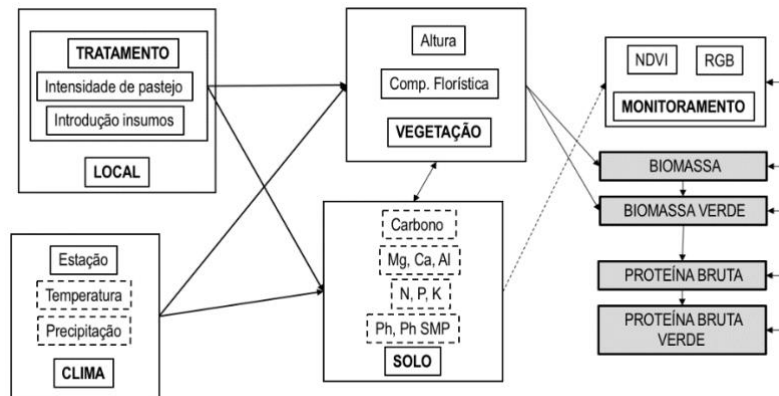 TRATAMENTO
Intensidade de pastejo
Introdução insumos
LOCAL
Estação
Temperatura
Precipitação
CLIMA
Altura
Comp. Florística
VEGETAÇÃO
Carbono
Mg, Ca, Al
N, P, K
Ph, Ph SMP
SOLO
NDVI RGB
MONITORAMENTO
BIOMASSA
BIOMASSA VERDE
PROTEÍNA BRUTA
PROTEÍNA BRUTA
VERDE